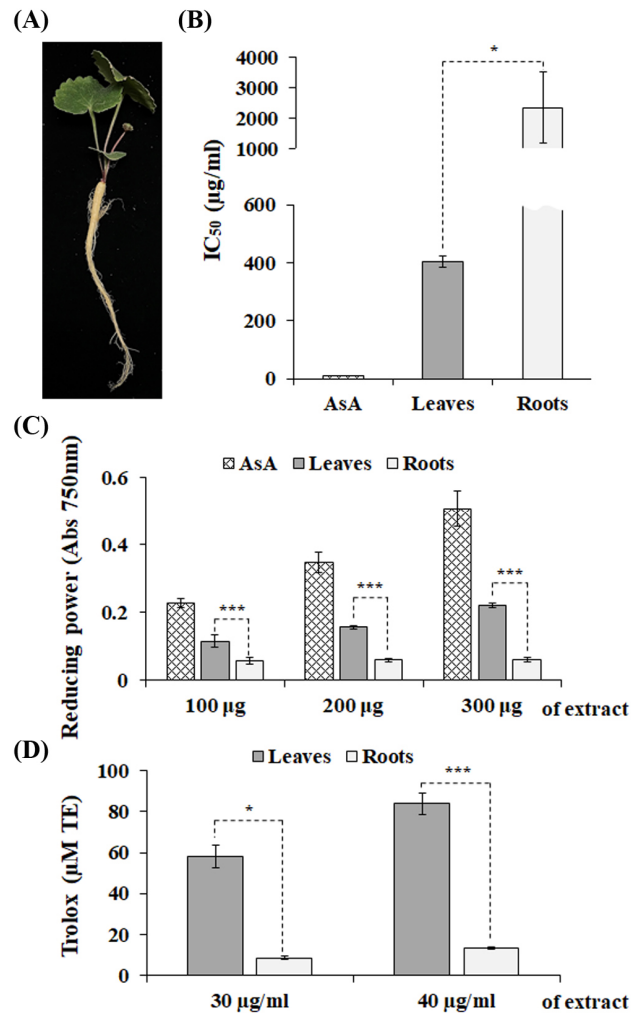 (A)
(B)
IC50 (µg/ml)
4000
3000
2000
1000
600
400
200
0
*
AsA Leaves Roots
(C)
AsA Leaves Roots
Reducing power (Abs 750nm)
0.6
0.4
0.2
0
***
***
***
100 µg 200 µg 300 µg of extract
(D)
Leaves Roots
Trolox (µM TE)
100
80
60
40
20
0
*
***
30 µg/ml 40 µg/ml of extract